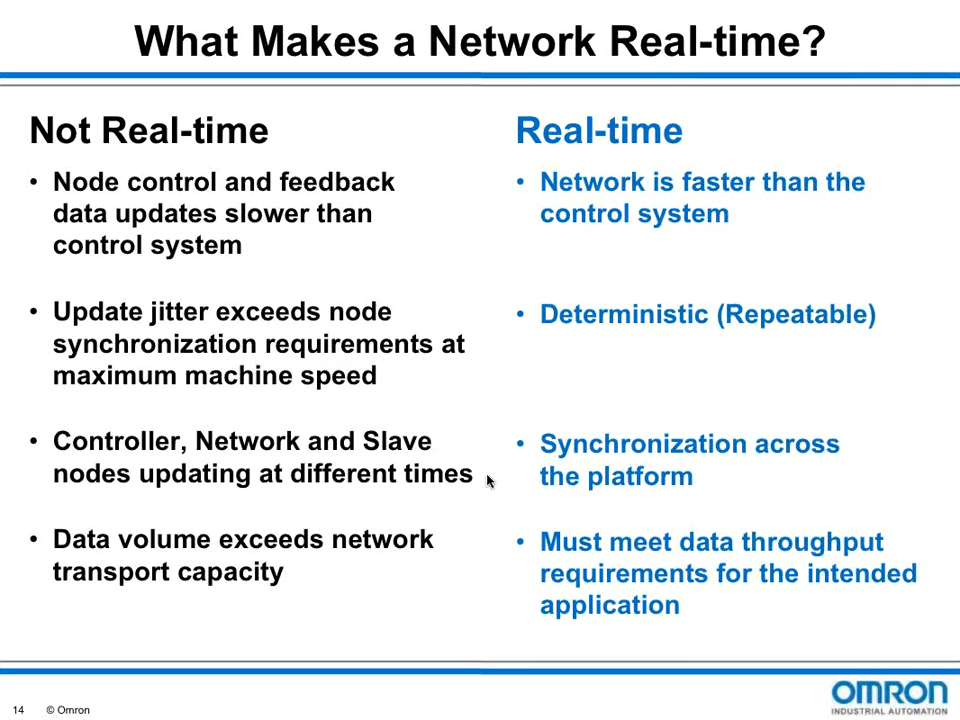 What Makes a Network Real-time?
Not Real-time
• Node control and feedback
data updates slower than
control system
• Update jitter exceeds node
synchronization requirements at
maximum machine speed
• Controller, Network and Slave
nodes updating at different times
• Data volume exceeds network
transport capacity
Real-time
• Network is faster than the
control system
• Deterministic (Repeatable)
• Synchronization across
the platform
• Must meet data throughput
requirements for the intended
application
14 © Omron
OMRON
INDUSTRIAL AUTOMATION